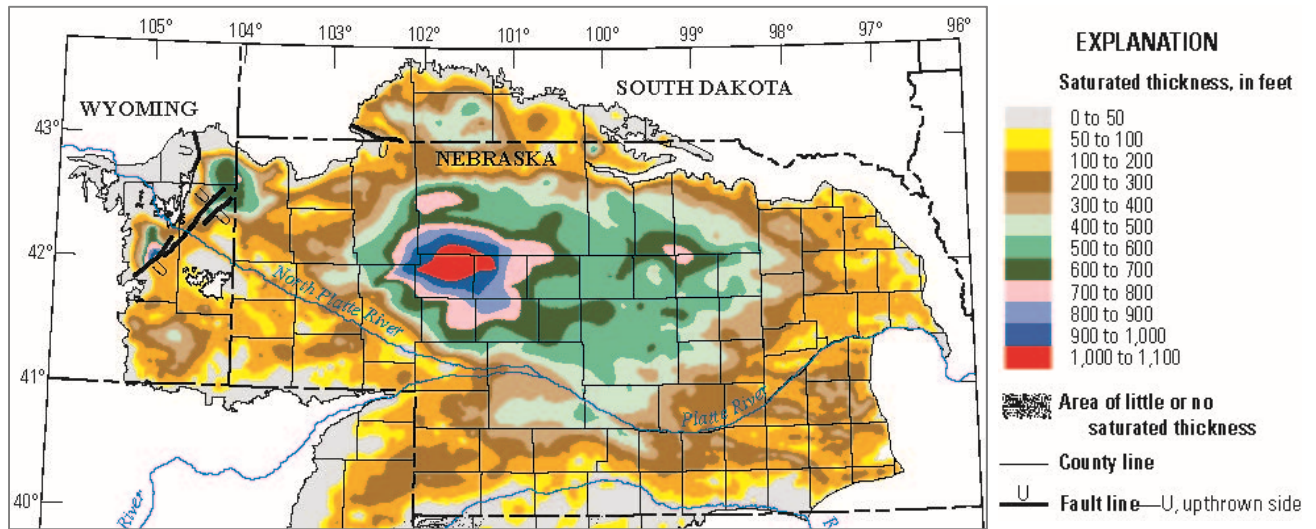 105°
104°
103°
102°
101°
100°
99°
98°
97°
96°
WYOMING
SOUTH DAKOTA
43°
NEBRASKA
42°
North Platte River
41°
Platte River
40°
River
R
EXPLANATION
Saturated thickness, in feet
0 to 50
50 to 100
100 to 200
200 to 300
300 to 400
400 to 500
500 to 600
600 to 700
700 to 800
800 to 900
900 to 1,000
1,000 to 1,100
Area of little or no
saturated thickness
County line
U
Fault line—U, upthrown side